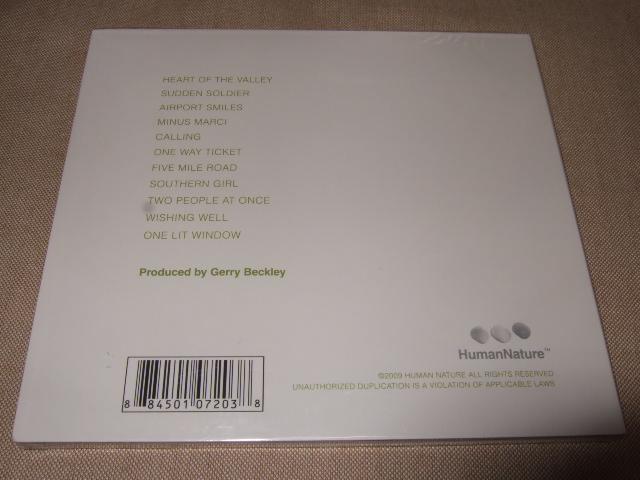 HEART OF THE VALLEY
SUDDEN SOLDIER
AIRPORT SMILES
MINUS MARCI
CALLING
ONE WAY TICKET
FIVE MILE ROAD
SOUTHERN GIRL
TWO PEOPLE AT ONCE
WISHING WELL
ONE LIT WINDOW
Produced by Gerry Beckley
HumanNature™
©2009 HUMAN NATURE ALL RIGHTS RESERVED
UNAUTHORIZED DUPLICATION IS A VIOLATION OF APPLICABLE LAWS
8 84501 07203 8